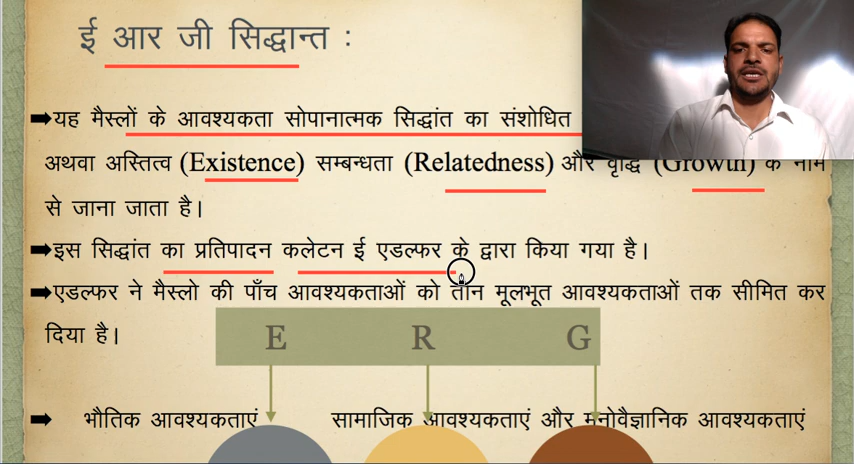 ई आर जी सिद्धान्त :
➡यह मैस्लों के आवश्यकता सोपानात्मक सिद्धांत का संशोधित
अथवा अस्तित्व (Existence) सम्बन्धता (Relatedness) और वृद्धि (Growth) के नाम
से जाना जाता है।
➡इस सिद्धांत का प्रतिपादन कलेटन ई एडल्फर के द्वारा किया गया है।
➡एडल्फर ने मैस्लो की पाँच आवश्यकताओं को तीन मूलभूत आवश्यकताओं तक सीमित कर
दिया है।
E R G
➡ भौतिक आवश्यकताएं सामाजिक आवश्यकताएं और मनोवैज्ञानिक आवश्यकताएं